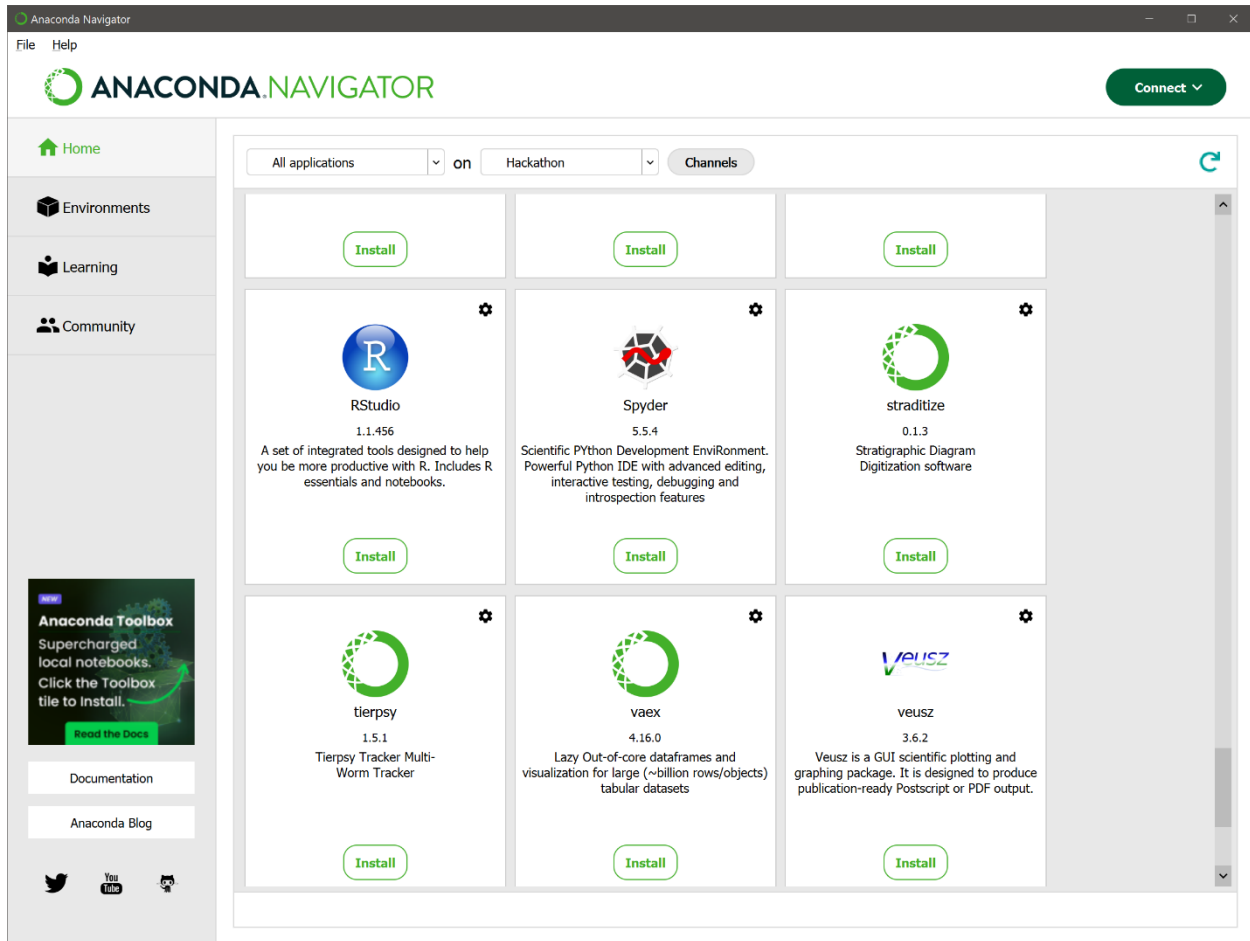 Anaconda Navigator
File Help
ANACONDA.NAVIGATOR
Connect
Home
Environments
Learning
Community
NEW
Anaconda Toolbox
Supercharged
local notebooks.
Click the Toolbox
tile to Install.
Read the Docs
Documentation
Anaconda Blog
You
Tube
All applications on Hackathon Channels
Install Install Install
R
RStudio
1.1.456
A set of integrated tools designed to help
you be more productive with R. Includes R
essentials and notebooks.
Install
Spyder
5.5.4
Scientific PYthon Development EnviRonment.
Powerful Python IDE with advanced editing,
interactive testing, debugging and
introspection features
Install
straditize
0.1.3
Stratigraphic Diagram
Digitization software
Install
tierpsy
1.5.1
Tierpsy Tracker Multi-
Worm Tracker
Install
vaex
4.16.0
Lazy Out-of-core dataframes and
visualization for large (~billion rows/objects)
tabular datasets
Install
Veusz
veusz
3.6.2
Veusz is a GUI scientific plotting and
graphing package. It is designed to produce
publication-ready Postscript or PDF output.
Install